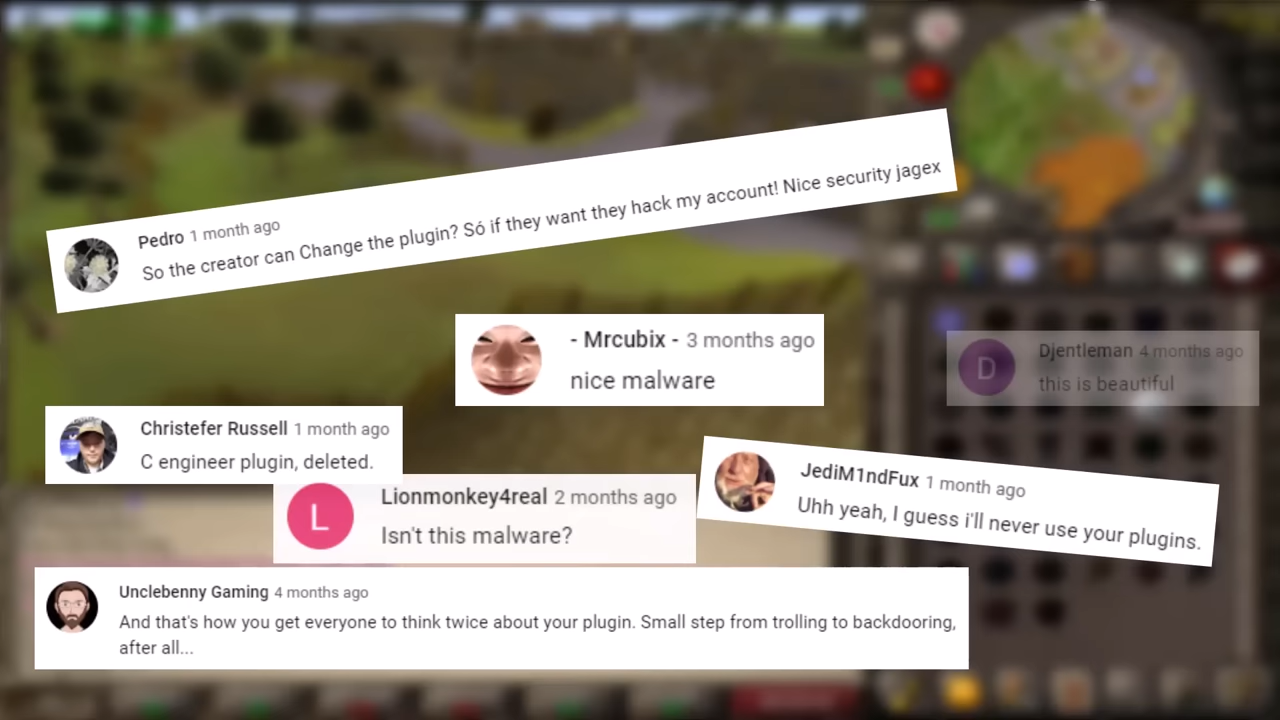 Pedro 1 month ago
So the creator can Change the plugin? Só if they want they hack my account! Nice security jagex
- Mrcubix - 3 months ago
nice malware
D
Djentleman 4 months ago
this is beautiful
Christefer Russell 1 month ago
C engineer plugin, deleted.
L
Lionmonkey4real 2 months ago
Isn't this malware?
JediM1ndFux 1 month ago
Uhh yeah, I guess i'll never use your plugins.
Unclebenny Gaming 4 months ago
And that's how you get everyone to think twice about your plugin. Small step from trolling to backdooring,
after all...